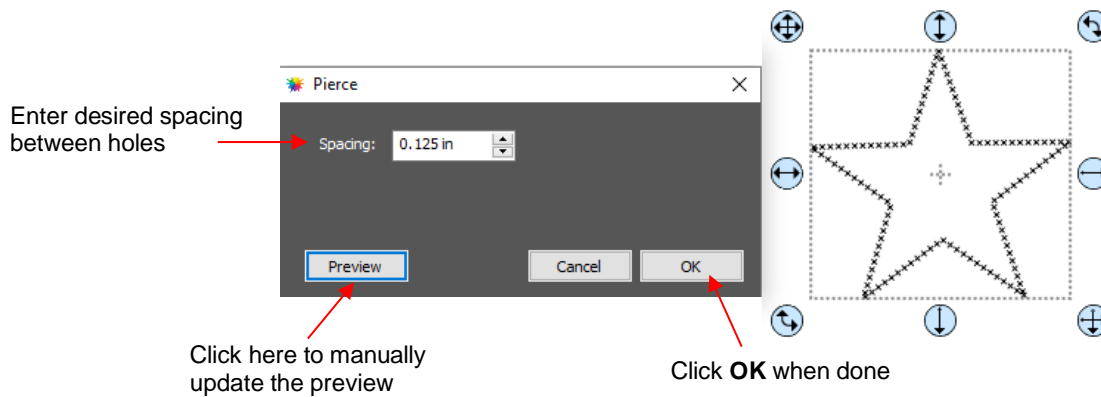 Pierce
Enter desired spacing
between holes
Spacing: 0.125 in
Preview Cancel OK
Click here to manually
update the preview
Click OK when done